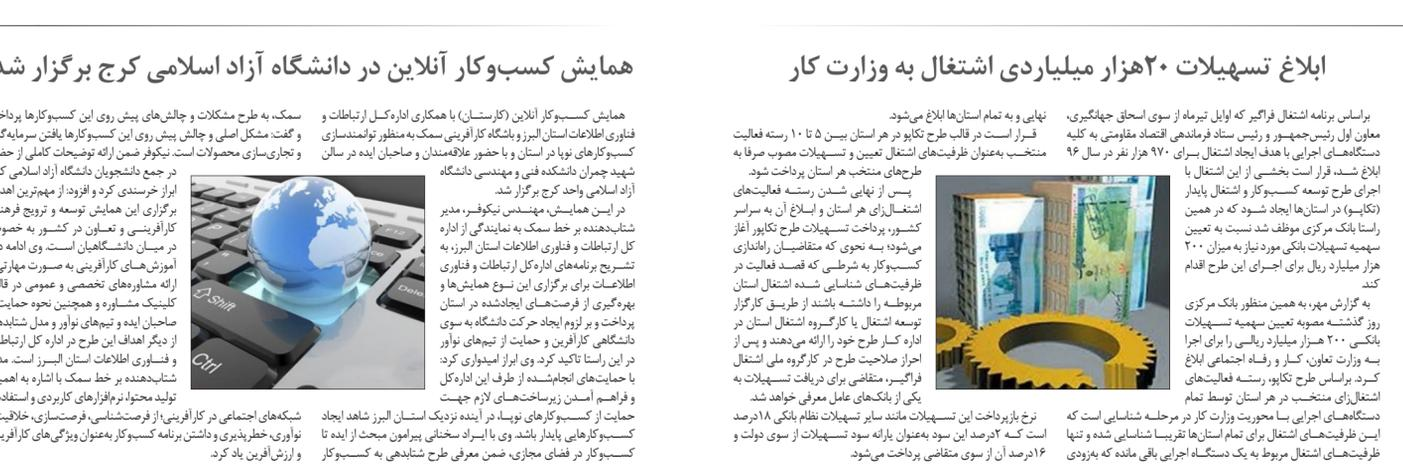 ابلاغ تسهیلات ۲۰هزار میلیاردی اشتغال به وزارت کار
براساس برنامه اشتغال فراگیر که اوایل تیرماه از سوی اسحاق جهانگیری،
معاون اول رئیس‌جمهور و رئیس ستاد فرماندهی اقتصاد مقاومتی به کلیه
دستگاه‌های اجرایی با هدف ایجاد اشتغال برای ۹۷۰ هزار نفر در سال ۹۶
ابلاغ شد، قرار است بخشی از این اشتغال با
اجرای طرح توسعه کسب‌وکار و اشتغال پایدار
(تکاپو) در استان‌ها ایجاد شود که در همین
راستا بانک مرکزی موظف شد نسبت به تعیین
سهمیه تسهیلات بانکی مورد نیاز به میزان ۲۰۰
هزار میلیارد ریال برای اجرای این طرح اقدام
کند.
به گزارش مهر، به همین منظور بانک مرکزی
روز گذشته مصوبه تعیین سهمیه تسهیلات
بانکی ۲۰۰ هزار میلیارد ریالی را برای اجرا
به وزارت تعاون، کار و رفاه اجتماعی ابلاغ
کرد. براساس طرح تکاپو، رسته فعالیت‌های
اشتغال‌زای منتخب در هر استان توسط تمام
دستگاه‌های اجرایی با محوریت وزارت کار در مرحله شناسایی است که
این ظرفیت‌های اشتغال برای تمام استان‌ها تقریبا شناسایی شده و تنها
ظرفیت‌های اشتغال مربوط به یک دستگاه اجرایی باقی مانده که به‌زودی
نهایی و به تمام استان‌ها ابلاغ می‌شود.
قرار است در قالب طرح تکاپو در هر استان بین ۵ تا ۱۰ رسته فعالیت
منتخب به‌عنوان ظرفیت‌های اشتغال تعیین و تسهیلات مصوب صرفا به
طرح‌های منتخب هر استان پرداخت شود.
پس از نهایی شدن رسته فعالیت‌های
اشتغال‌زای هر استان و ابلاغ آن به سراسر
کشور، پرداخت تسهیلات طرح تکاپور آغاز
می‌شود؛ به نحوی که متقاضیان راه‌اندازی
کسب‌وکار به شرطی که قصد فعالیت در
ظرفیت‌های شناسایی شده اشتغال استان
مربوطه را داشته باشند از طریق کارگزار
توسعه اشتغال یا کارگروه اشتغال استان در
اداره کار طرح خود را ارائه می‌دهند و پس از
احراز صلاحیت طرح در کارگروه ملی اشتغال
فراگیر، متقاضی برای دریافت تسهیلات به
یکی از بانک‌های عامل معرفی خواهد شد.
نرخ بازپرداخت این تسهیلات مانند سایر تسهیلات نظام بانکی ۱۸درصد
است که ۲درصد این سود به‌عنوان یارانه سود تسهیلات از سوی دولت و
۱۶درصد آن از سوی متقاضی پرداخت می‌شود.
همایش کسب‌وکار آنلاین در دانشگاه آزاد اسلامی کرج برگزار شد
همایش کسب‌وکار آنلاین (کارستان) با همکاری اداره‌کل ارتباطات و
فناوری اطلاعات استان البرز و باشگاه کارآفرینی سمک به‌منظور توانمندسازی
کسب‌وکارهای نوپا در استان و با حضور علاقه‌مندان و صاحبان ایده در سالن
شهید چمران دانشکده فنی و مهندسی دانشگاه
آزاد اسلامی واحد کرج برگزار شد.
در این همایش، مهندس نیکوفر، مدیر
شتاب‌دهنده بر خط سمک به نمایندگی از اداره
کل ارتباطات و فناوری اطلاعات استان البرز، به
تشریح برنامه‌های اداره‌کل ارتباطات و فناوری
اطلاعات برای برگزاری این نوع همایش‌ها و
بهره‌گیری از فرصت‌های ایجادشده در استان
پرداخت و بر لزوم ایجاد حرکت دانشگاه به سوی
دانشگاهی کارآفرین و حمایت از تیم‌های نوآور
در این راستا تاکید کرد. وی ابراز امیدواری کرد:
با حمایت‌های انجام‌شده از طرف این اداره‌کل
و فراهم آمدن زیرساخت‌های لازم جهت
حمایت از کسب‌وکارهای نوپا، در آینده نزدیک استان البرز شاهد ایجاد
کسب‌وکارهایی پایدار باشد. وی با ایراد سخنانی پیرامون مبحث از ایده تا
کسب‌وکار در فضای مجازی، ضمن معرفی طرح شتابدهی به کسب‌وکار
سمک، به طرح مشکلات و چالش‌های پیش روی این کسب‌وکارها
و گفت: مشکل اصلی و چالش پیش روی این کسب‌وکارها یافتن
و تجاری‌سازی محصولات است. نیکوفر ضمن ارائه توضیحات کاملی از
در جمع دانشجویان دانشگاه آزاد اسلامی
ابراز خرسندی کرد و افزود: از مهم‌ترین
برگزاری این همایش توسعه و ترویج
کارآفرینی و تعاون در کشور به
در میان دانشگاهیان است. وی ادامه
آموزش‌های کارآفرینی به صورت
ارائه مشاوره‌های تخصصی و عمومی در
کلینیک مشاوره و همچنین نحوه حمایت
صاحبان ایده و تیم‌های نوآور و مدل
از دیگر اهداف این طرح در اداره کل
و فناوری اطلاعات استان البرز است.
شتاب‌دهنده بر خط سمک با اشاره به
تولید محتوا، نرم‌افزارهای کاربردی و
شبکه‌های اجتماعی در کارآفرینی؛ از فرصت‌شناسی، فرصت‌سازی،
نوآوری، خطرپذیری و داشتن برنامه کسب‌وکار به‌عنوان ویژگی‌های
و ارزش‌آفرین یاد کرد.
F12
Shift
Ctrl